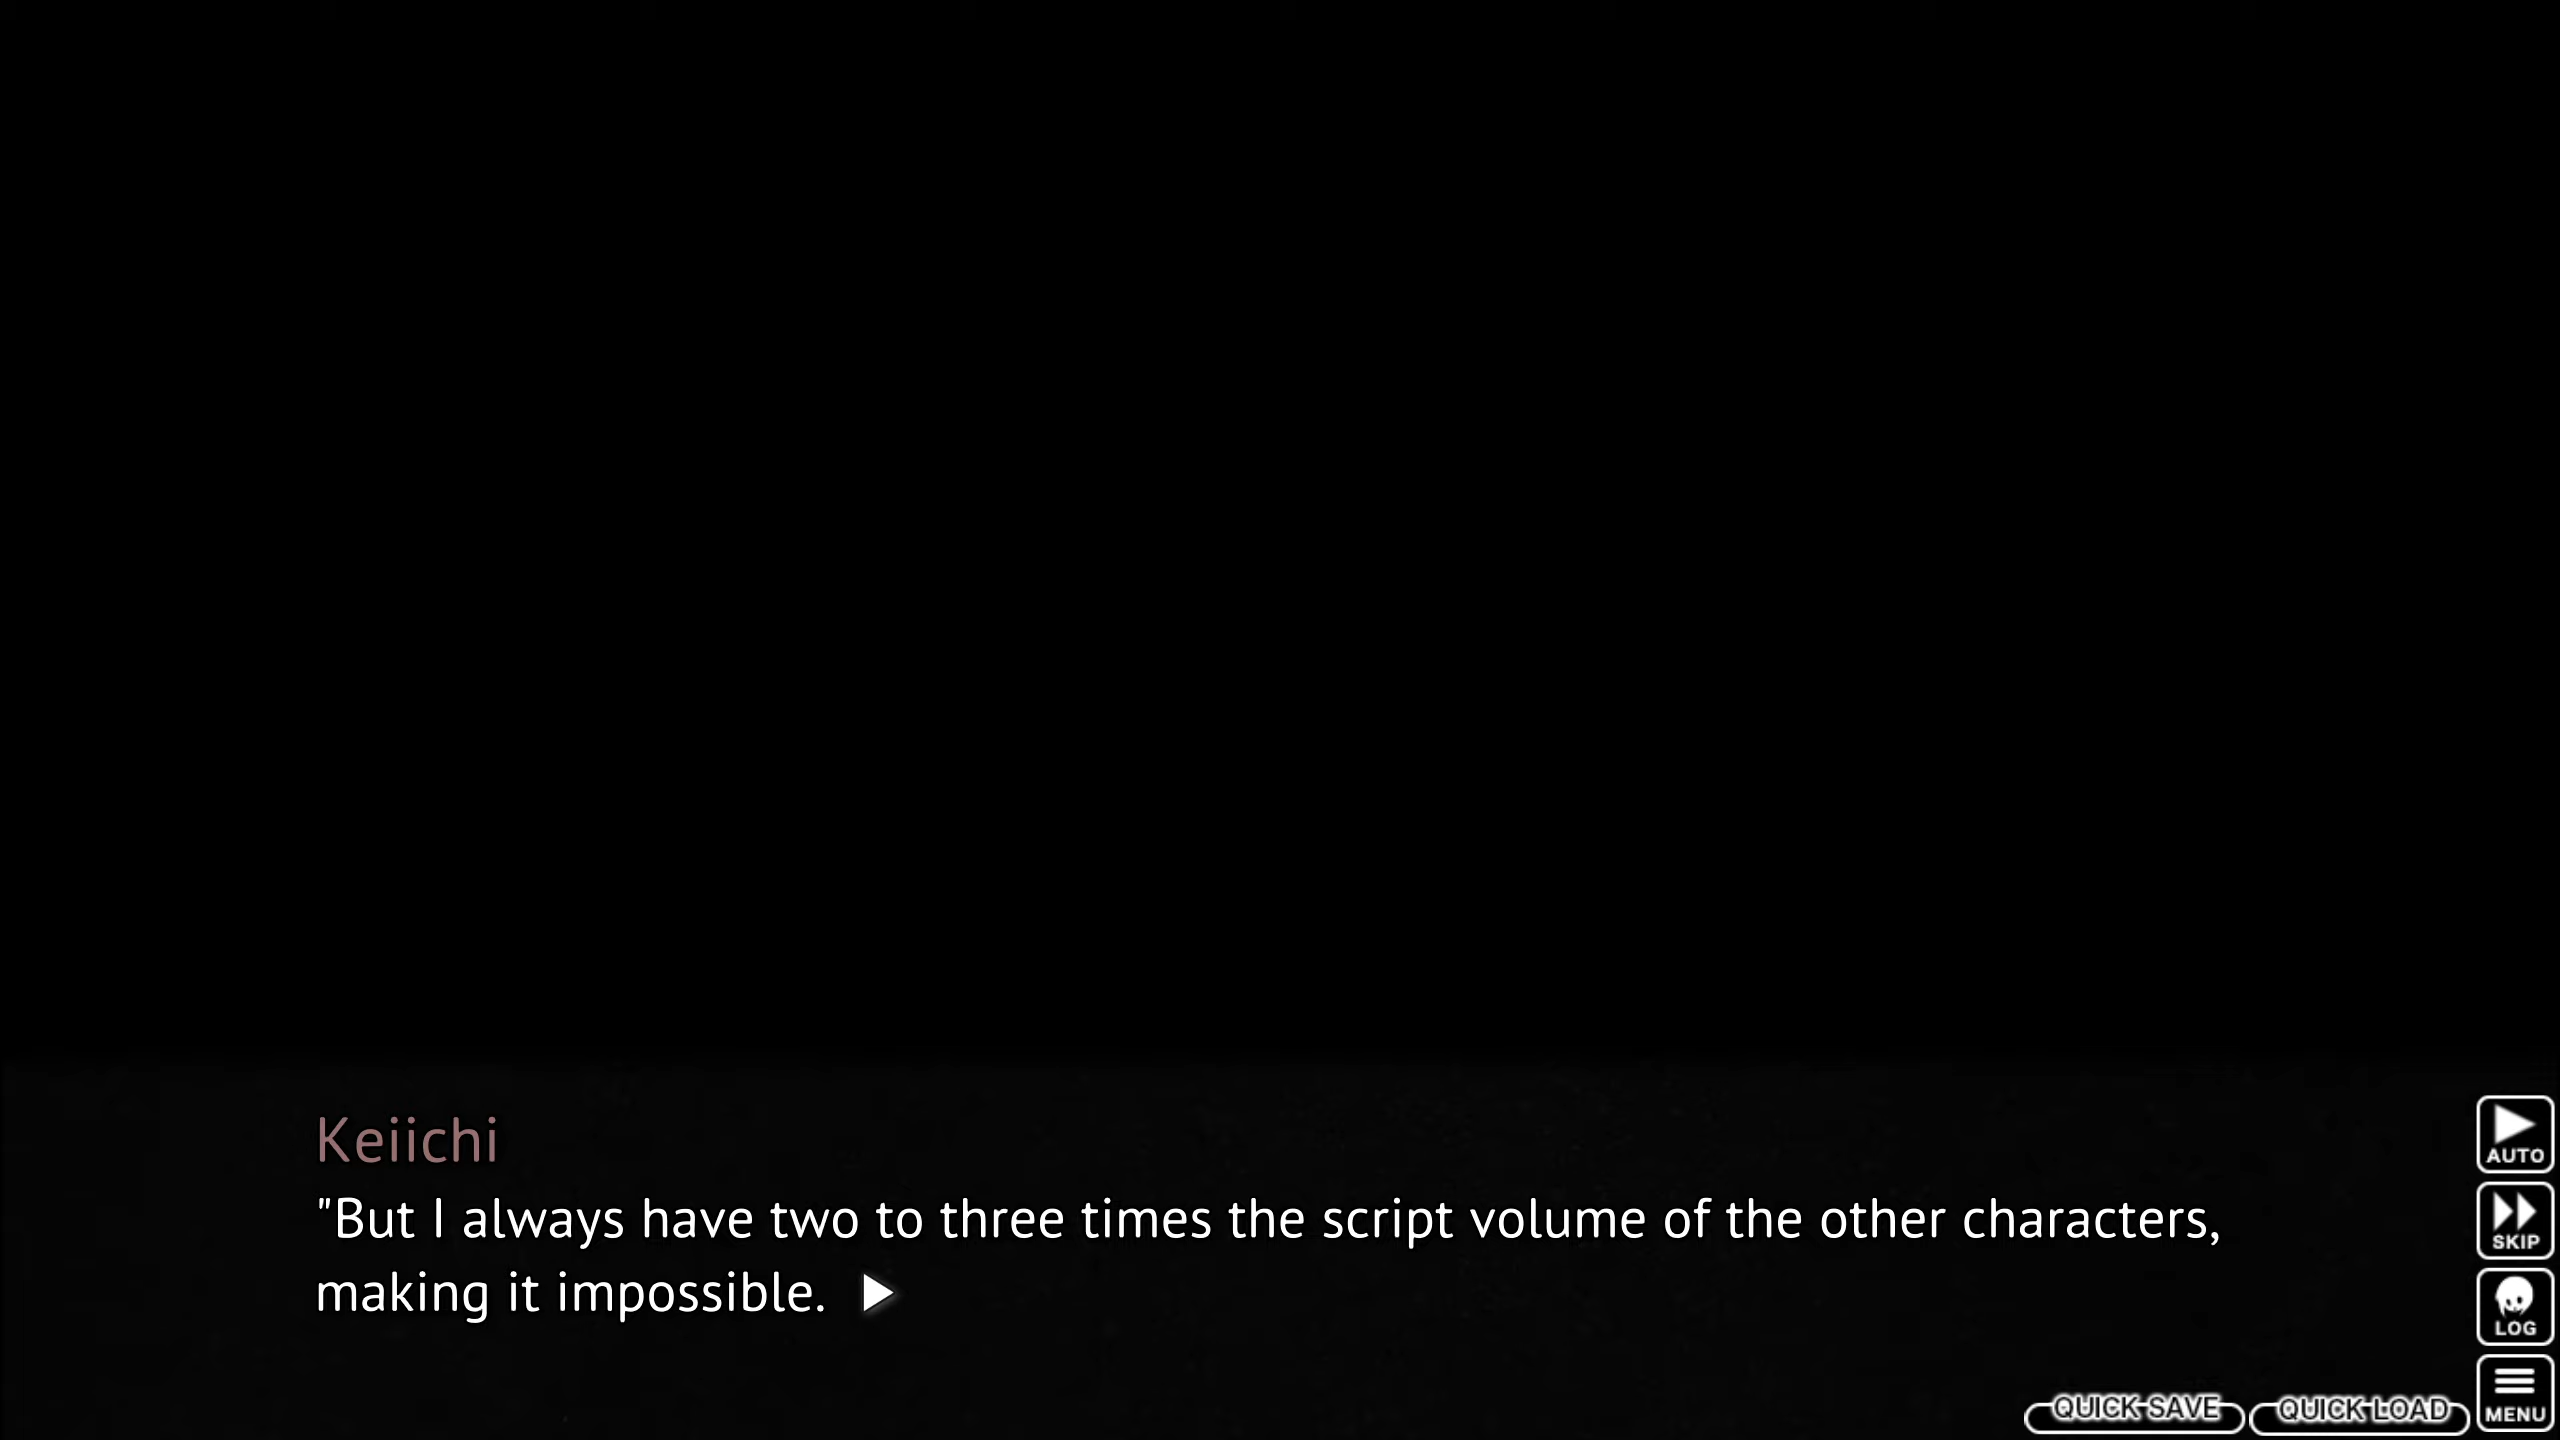 Keiichi
"But I always have two to three times the script volume of the other characters,
making it impossible.
AUTO
SKIP
LOG
MENU
QUICK SAVE
QUICK LOAD